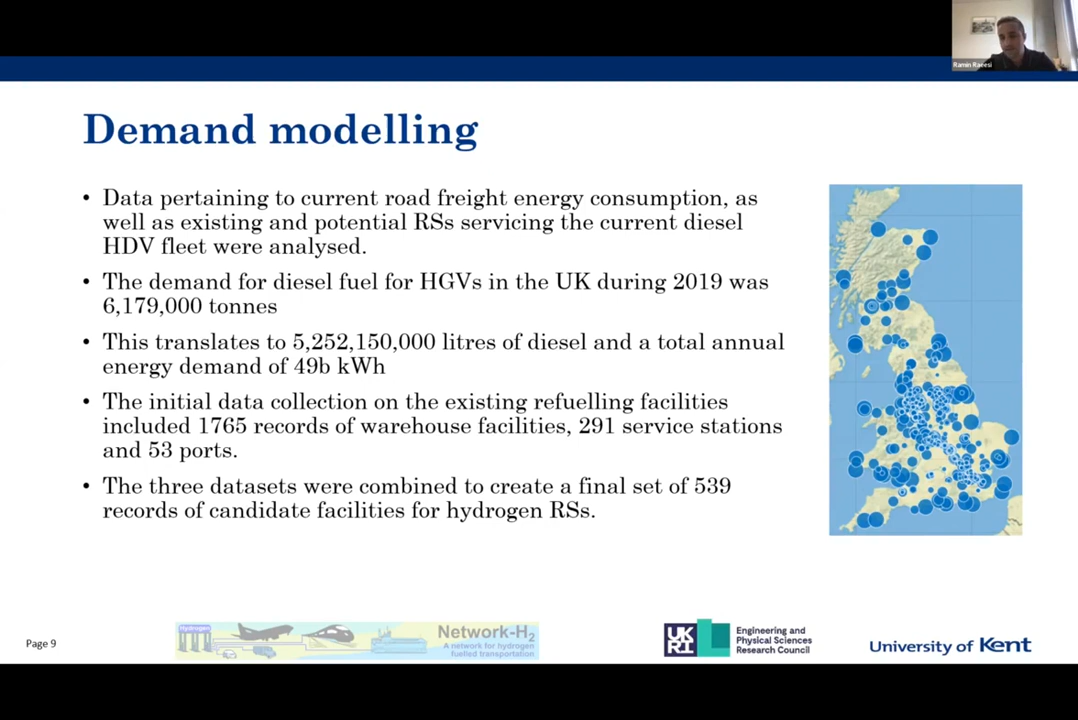 Ramin Raeesi
Demand modelling
• Data pertaining to current road freight energy consumption, as
well as existing and potential RSs servicing the current diesel
HDV fleet were analysed.
• The demand for diesel fuel for HGVs in the UK during 2019 was
6,179,000 tonnes
• This translates to 5,252,150,000 litres of diesel and a total annual
energy demand of 49b kWh
• The initial data collection on the existing refuelling facilities
included 1765 records of warehouse facilities, 291 service stations
and 53 ports.
• The three datasets were combined to create a final set of 539
records of candidate facilities for hydrogen RSs.
Page 9
Hydrogen
Network-H₂
A network for hydrogen
fuelled transportation
UK
RI
Engineering and
Physical Sciences
Research Council
University of Kent